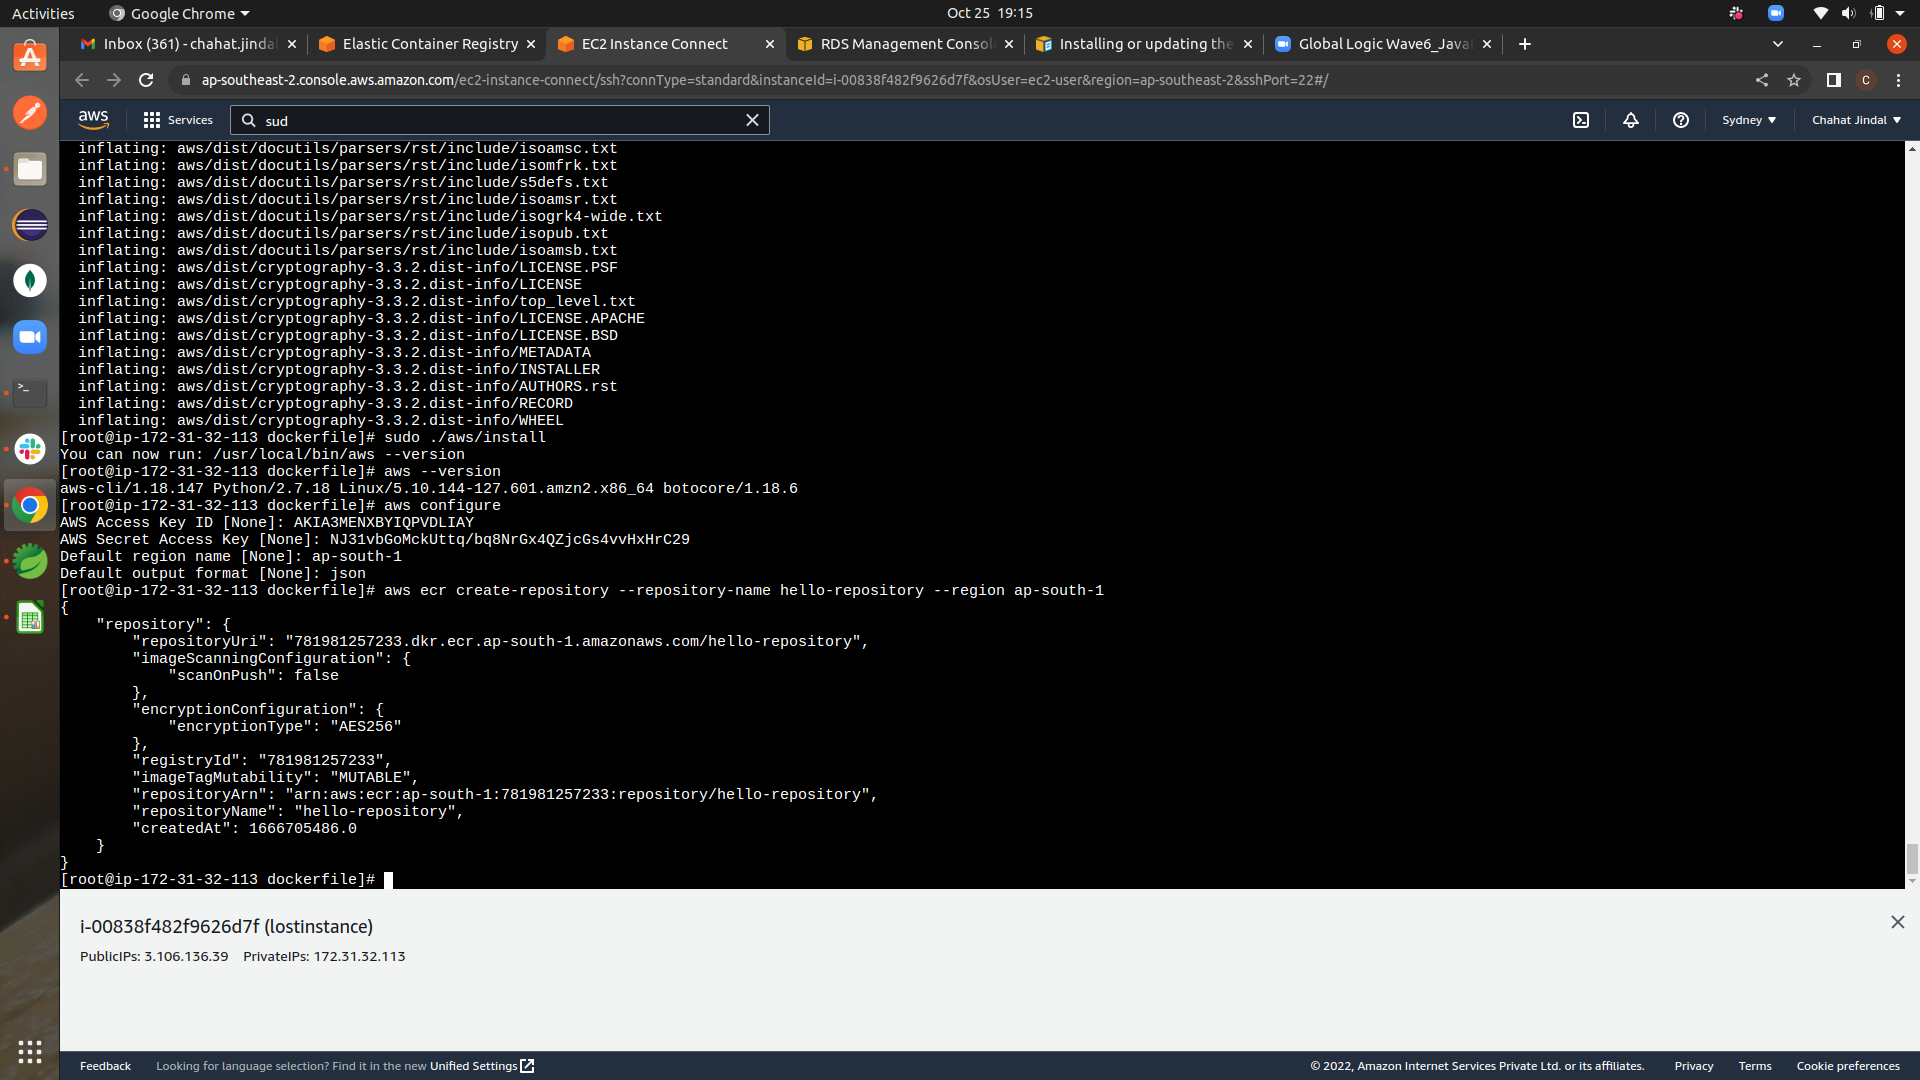 Activities
Google Chrome
Oct 25 19:15
Inbox (361) - chahat.jinda
Elastic Container Registry
EC2 Instance Connect
RDS Management Consol
Installing or updating the
Global Logic Wave6_Java
ap-southeast-2.console.aws.amazon.com/ec2-instance-connect/ssh?connType=standard&instanceId=i-00838f482f9626d7f&osUser=ec2-user&region=ap-southeast-2&sshPort=22#/
C
aws
Services
sud
Sydney
Chahat Jindal
inflating: aws/dist/docutils/parsers/rst/include/isoamsc.txt
inflating: aws/dist/docutils/parsers/rst/include/isomfrk.txt
inflating: aws/dist/docutils/parsers/rst/include/s5defs.txt
inflating: aws/dist/docutils/parsers/rst/include/isoamsr.txt
inflating: aws/dist/docutils/parsers/rst/include/isogrk4-wide.txt
inflating: aws/dist/docutils/parsers/rst/include/isopub.txt
inflating: aws/dist/docutils/parsers/rst/include/isoamsb.txt
inflating: aws/dist/cryptography-3.3.2.dist-info/LICENSE.PSF
inflating: aws/dist/cryptography-3.3.2.dist-info/LICENSE
inflating: aws/dist/cryptography-3.3.2.dist-info/top_level.txt
inflating: aws/dist/cryptography-3.3.2.dist-info/LICENSE.APACHE
inflating: aws/dist/cryptography-3.3.2.dist-info/LICENSE.BSD
inflating: aws/dist/cryptography-3.3.2.dist-info/METADATA
inflating: aws/dist/cryptography-3.3.2.dist-info/INSTALLER
inflating: aws/dist/cryptography-3.3.2.dist-info/AUTHORS.rst
inflating: aws/dist/cryptography-3.3.2.dist-info/RECORD
inflating: aws/dist/cryptography-3.3.2.dist-info/WHEEL
[root@ip-172-31-32-113 dockerfile]# sudo ./aws/install
You can now run: /usr/local/bin/aws --version
[root@ip-172-31-32-113 dockerfile]# aws --version
aws-cli/1.18.147 Python/2.7.18 Linux/5.10.144-127.601.amzn2.x86_64 botocore/1.18.6
[root@ip-172-31-32-113 dockerfile]# aws configure
AWS Access Key ID [None]: AKIA3MENXBYIQPVDLIAY
AWS Secret Access Key [None]: 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
Default region name [None]: ap-south-1
Default output format [None]: json
[root@ip-172-31-32-113 dockerfile]# aws ecr create-repository --repository-name hello-repository --region ap-south-1
{
"repository": {
"repositoryUri": "781981257233.dkr.ecr.ap-south-1.amazonaws.com/hello-repository",
"imageScanningConfiguration": {
"scanOnPush": false
},
"encryptionConfiguration": {
"encryptionType": "AES256"
},
"registryId": "781981257233",
"imageTagMutability": "MUTABLE",
"repositoryArn": "arn:aws:ecr:ap-south-1:781981257233:repository/hello-repository",
"repositoryName": "hello-repository",
"createdAt": 1666705486.0
}
}
[root@ip-172-31-32-113 dockerfile]#
i-00838f482f9626d7f (lostinstance)
PublicIPs: 3.106.136.39 PrivateIPs: 172.31.32.113
Feedback
Looking for language selection? Find it in the new Unified Settings
© 2022, Amazon Internet Services Private Ltd. or its affiliates.
Privacy
Terms
Cookie preferences